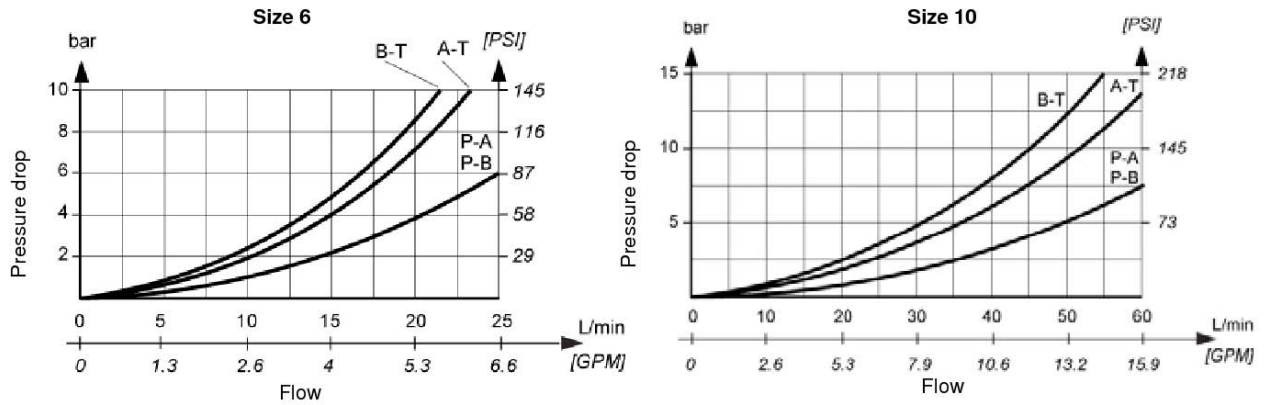 Size 6
bar
B-T
A-T
[PSI]
10
8
6
4
2
145
116
87
58
29
P-A
P-B
Pressure drop
0 5 10 15 20 25
L/min
0 1.3 2.6 4 5.3 6.6
[GPM]
Flow
Size 10
bar
[PSI]
15
10
5
218
145
73
B-T
A-T
P-A
P-B
Pressure drop
0 10 20 30 40 50 60
L/min
0 2.6 5.3 7.9 10.6 13.2 15.9
[GPM]
Flow